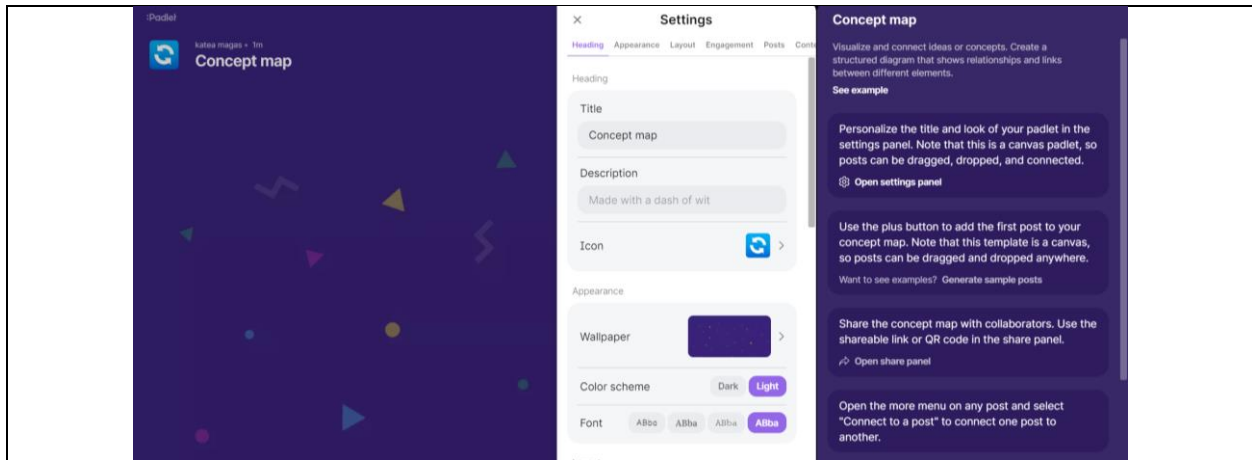 :Padlet
katea magas • 1m
Concept map
Settings
Heading Appearance Layout Engagement Posts Conte
Heading
Title
Concept map
Description
Made with a dash of wit
Icon
Appearance
Wallpaper
Color scheme Dark Light
Font ABba ABba ABba ABba
Concept map
Visualize and connect ideas or concepts. Create a
structured diagram that shows relationships and links
between different elements.
See example
Personalize the title and look of your padlet in the
settings panel. Note that this is a canvas padlet, so
posts can be dragged, dropped, and connected.
Open settings panel
Use the plus button to add the first post to your
concept map. Note that this template is a canvas,
so posts can be dragged and dropped anywhere.
Want to see examples? Generate sample posts
Share the concept map with collaborators. Use the
shareable link or QR code in the share panel.
Open share panel
Open the more menu on any post and select
"Connect to a post" to connect one post to
another.